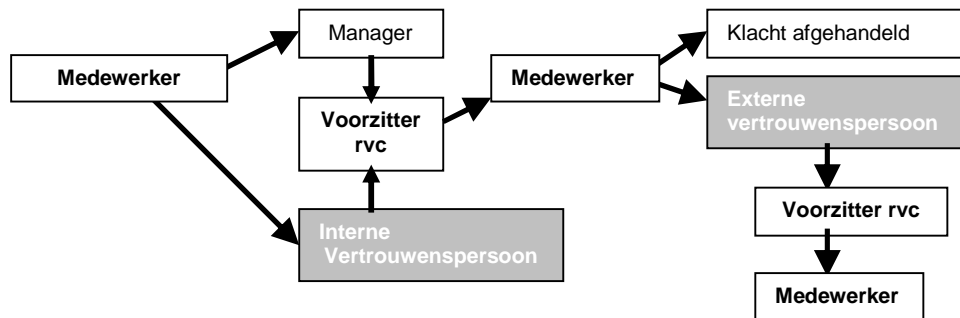 Medewerker
Manager
Voorzitter
rvc
Interne
Vertrouwenspersoon
Medewerker
Klacht afgehandeld
Externe
vertrouwenspersoon
Voorzitter rvc
Medewerker